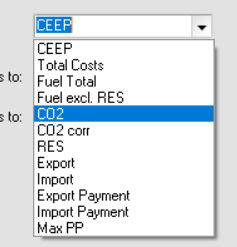 CEEP
CEEP
Total Costs
s to:
Fuel Total
Fuel excl. RES
CO2
s to:
CO2 corr
RES
Export
Import
Export Payment
Import Payment
Max PP